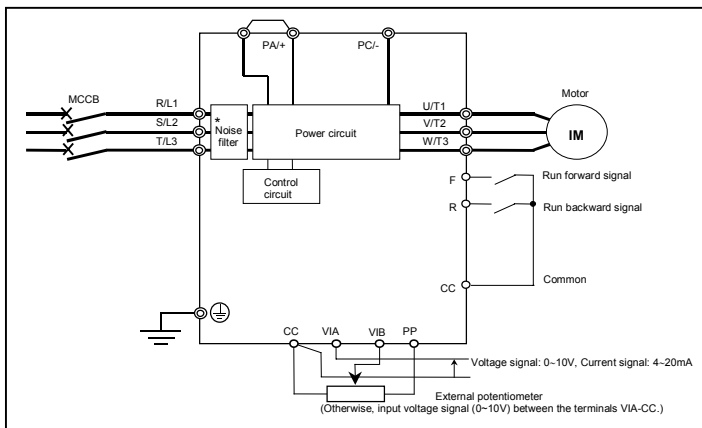 PA/+
PC/-
MCCB
R/L1
S/L2
T/L3
*
Noise
filter
Power circuit
Control
circuit
U/T1
V/T2
W/T3
Motor
IM
F
Run forward signal
R
Run backward signal
CC
Common
CC
VIA
VIB
PP
Voltage signal: 0~10V, Current signal: 4~20mA
External potentiometer
(Otherwise, input voltage signal (0~10V) between the terminals VIA-CC.)